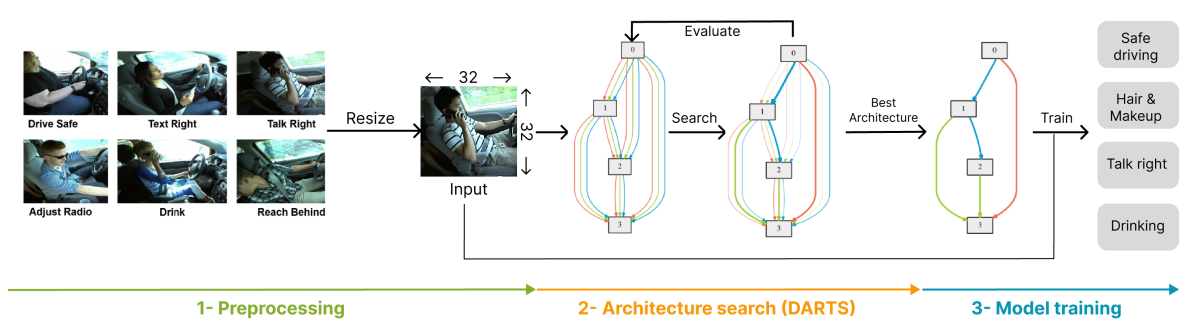 Drive Safe
Text Right
Talk Right
Adjust Radio
Drink
Reach Behind
Resize
32
32
Input
Evaluate
0
1
2
3
Search
0
1
2
3
Best
Architecture
0
1
2
3
Train
Safe
driving
Hair &
Makeup
Talk right
Drinking
1- Preprocessing
2- Architecture search (DARTS)
3- Model training